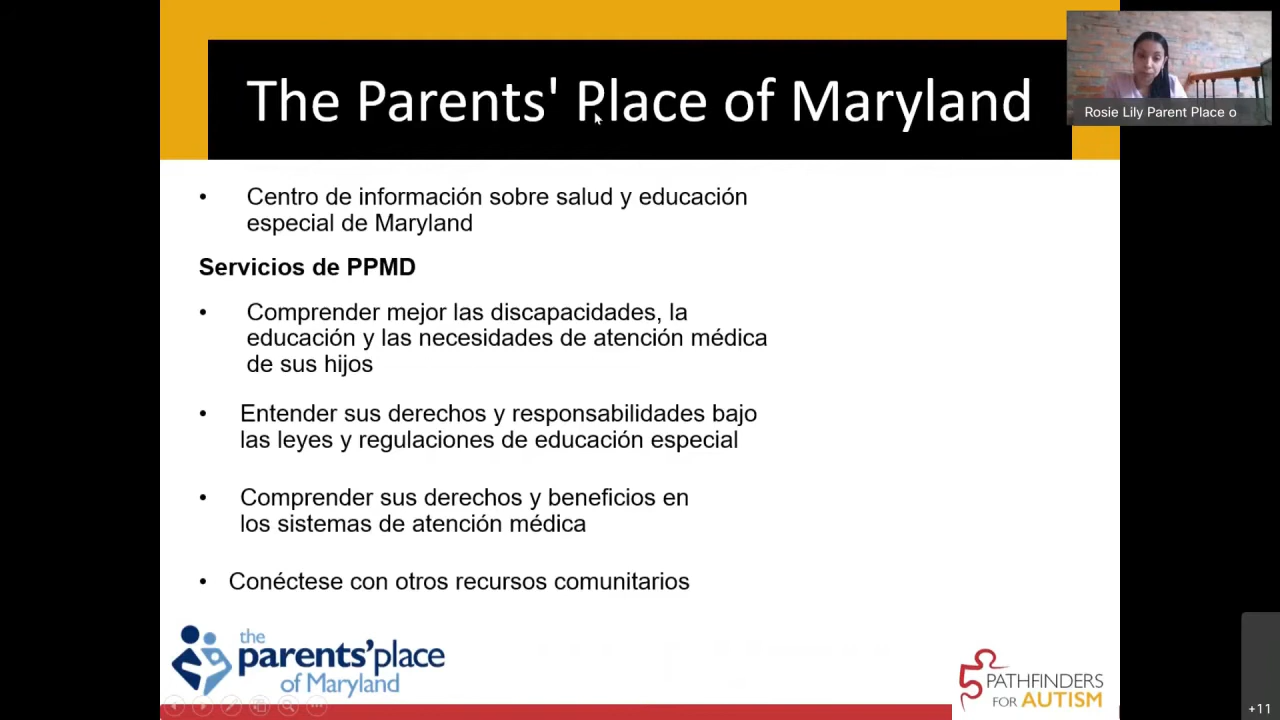 The Parents' Place of Maryland
Rosie Lily Parent Place o
• Centro de información sobre salud y educación
especial de Maryland
Servicios de PPMD
• Comprender mejor las discapacidades, la
educación y las necesidades de atención médica
de sus hijos
• Entender sus derechos y responsabilidades bajo
las leyes y regulaciones de educación especial
• Comprender sus derechos y beneficios en
los sistemas de atención médica
• Conéctese con otros recursos comunitarios
the
parents'place
of Maryland
PATHFINDERS
FOR AUTISM
+11